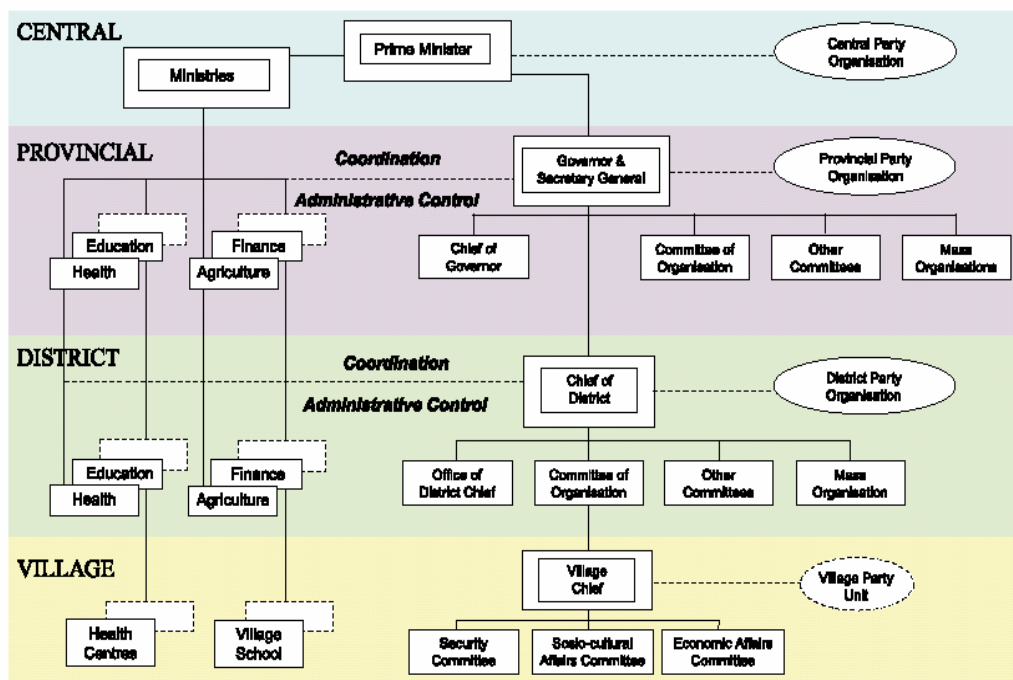 CENTRAL
Prime Minister
Ministries
Central Party
Organisation
PROVINCIAL
Coordination
Administrative Control
Governor &
Secretary General
Provincial Party
Organisation
Education
Health
Finance
Agriculture
Chief of
Governor
Committee of
Organisation
Other
Committees
Mass
Organisations
DISTRICT
Coordination
Administrative Control
Chief of
District
District Party
Organisation
Education
Health
Finance
Agriculture
Office of
District Chief
Committee of
Organisation
Other
Committees
Mass
Organisation
VILLAGE
Village
Chief
Village Party
Unit
Health
Centres
Village
School
Security
Committee
Socio-cultural
Affairs Committee
Economic Affairs
Committee